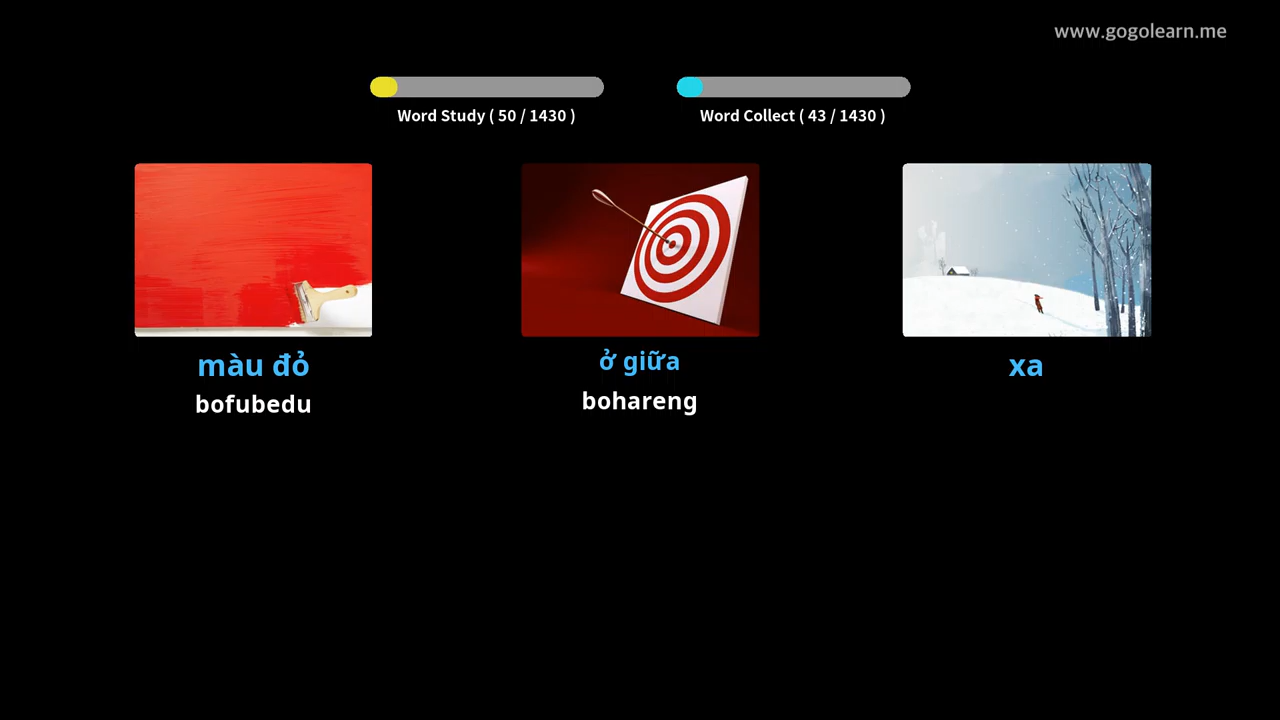 www.gogolearn.me
Word Study ( 50 / 1430 )
Word Collect ( 43 / 1430 )
màu đỏ
bofubedu
ở giữa
bohareng
xa